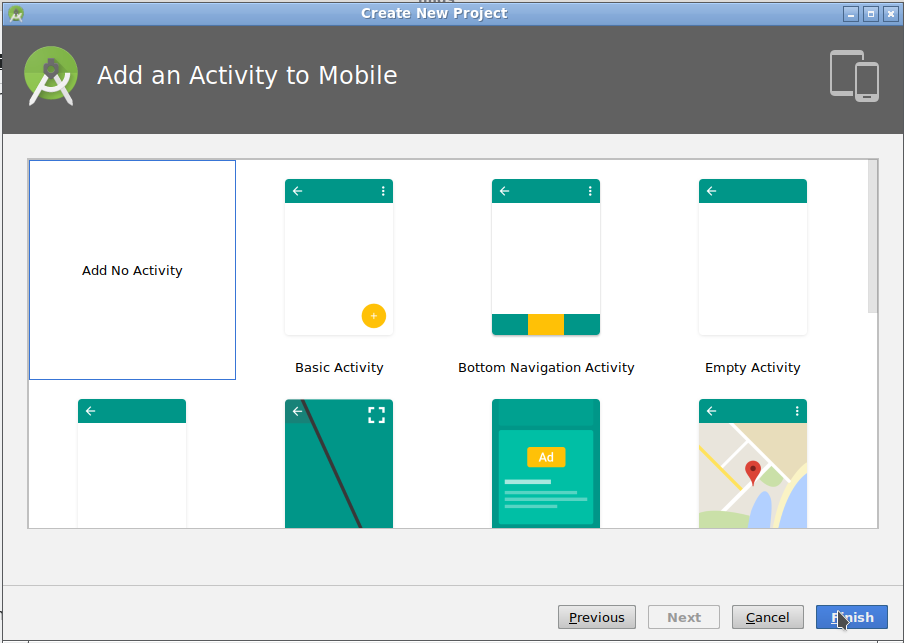 Create New Project
Add an Activity to Mobile
Add No Activity
Basic Activity
Bottom Navigation Activity
Empty Activity
Ad
Previous
Next
Cancel
Finish